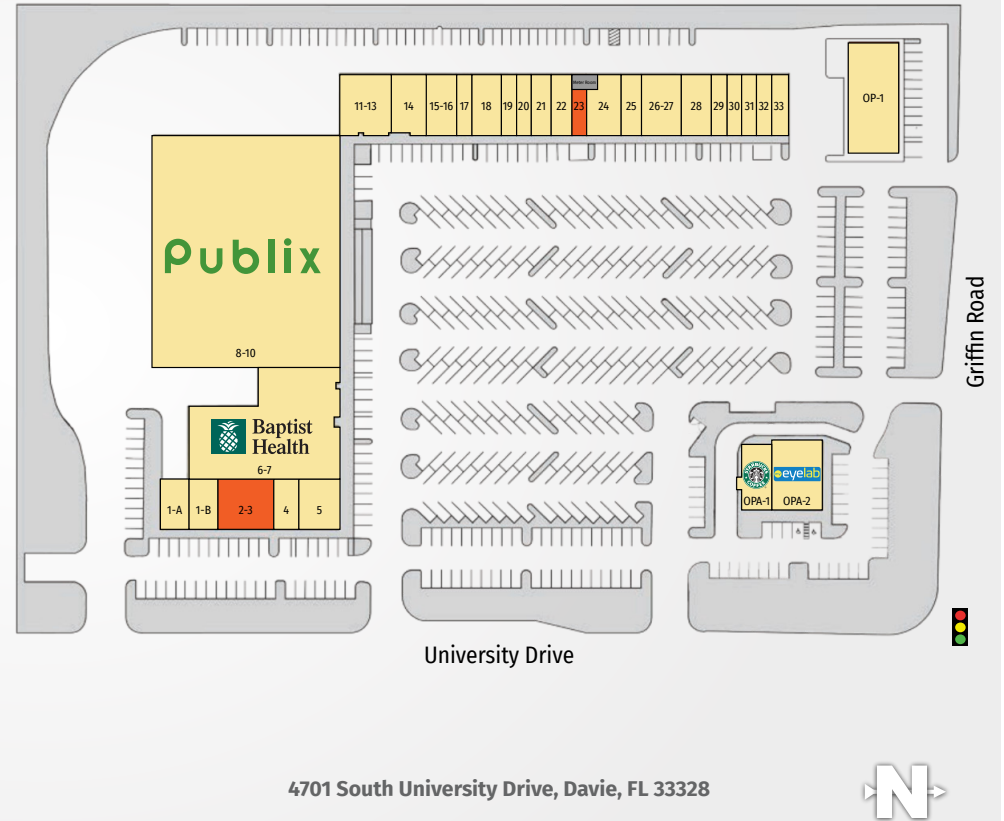 Meter Room
11-13 14 15-16 17 18 19 20 21 22 23 24 25 26-27 28 29 30 31 32 33
OP-1
Publix
8-10
Griffin Road
Baptist
Health
6-7
1-A 1-B 2-3 4 5
eyelab
OPA-1 OPA-2
University Drive
4701 South University Drive, Davie, FL 33328
N